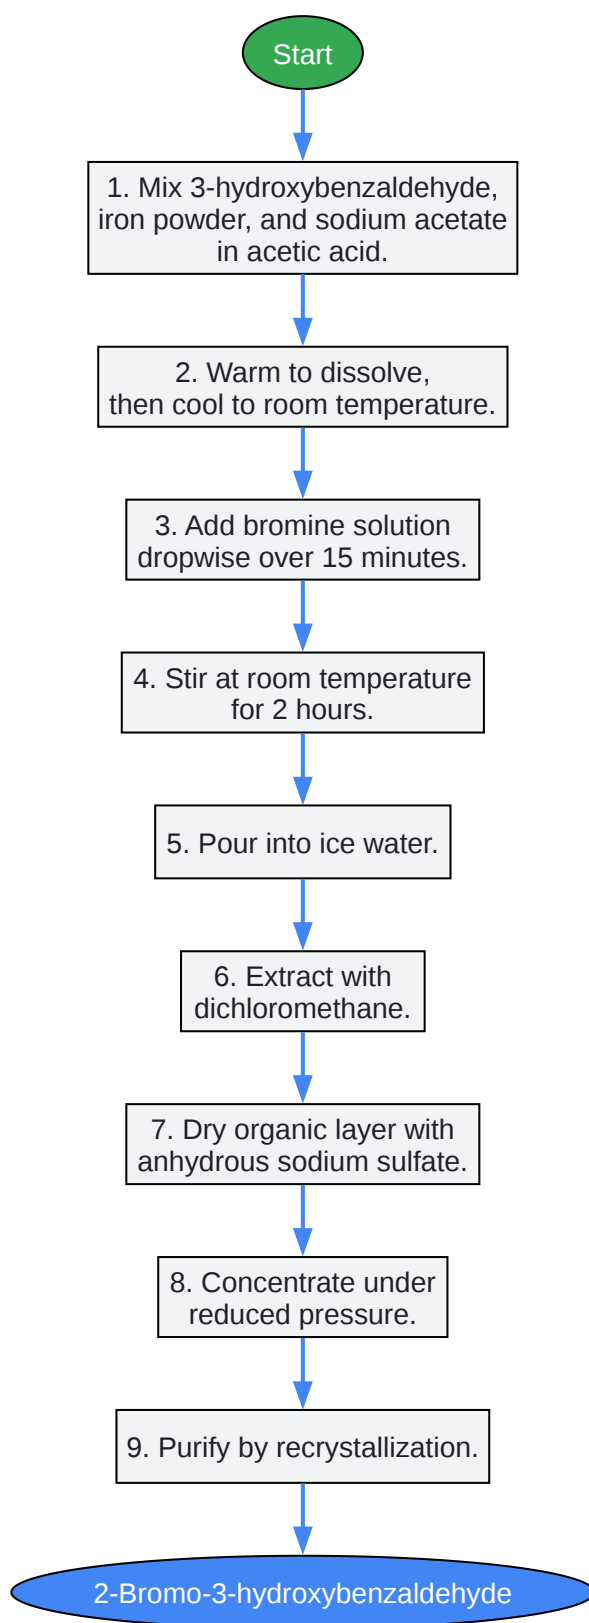 Start
1. Mix 3-hydroxybenzaldehyde,
iron powder, and sodium acetate
in acetic acid.
2. Warm to dissolve,
then cool to room temperature.
3. Add bromine solution
dropwise over 15 minutes.
4. Stir at room temperature
for 2 hours.
5. Pour into ice water.
6. Extract with
dichloromethane.
7. Dry organic layer with
anhydrous sodium sulfate.
8. Concentrate under
reduced pressure.
9. Purify by recrystallization.
2-Bromo-3-hydroxybenzaldehyde